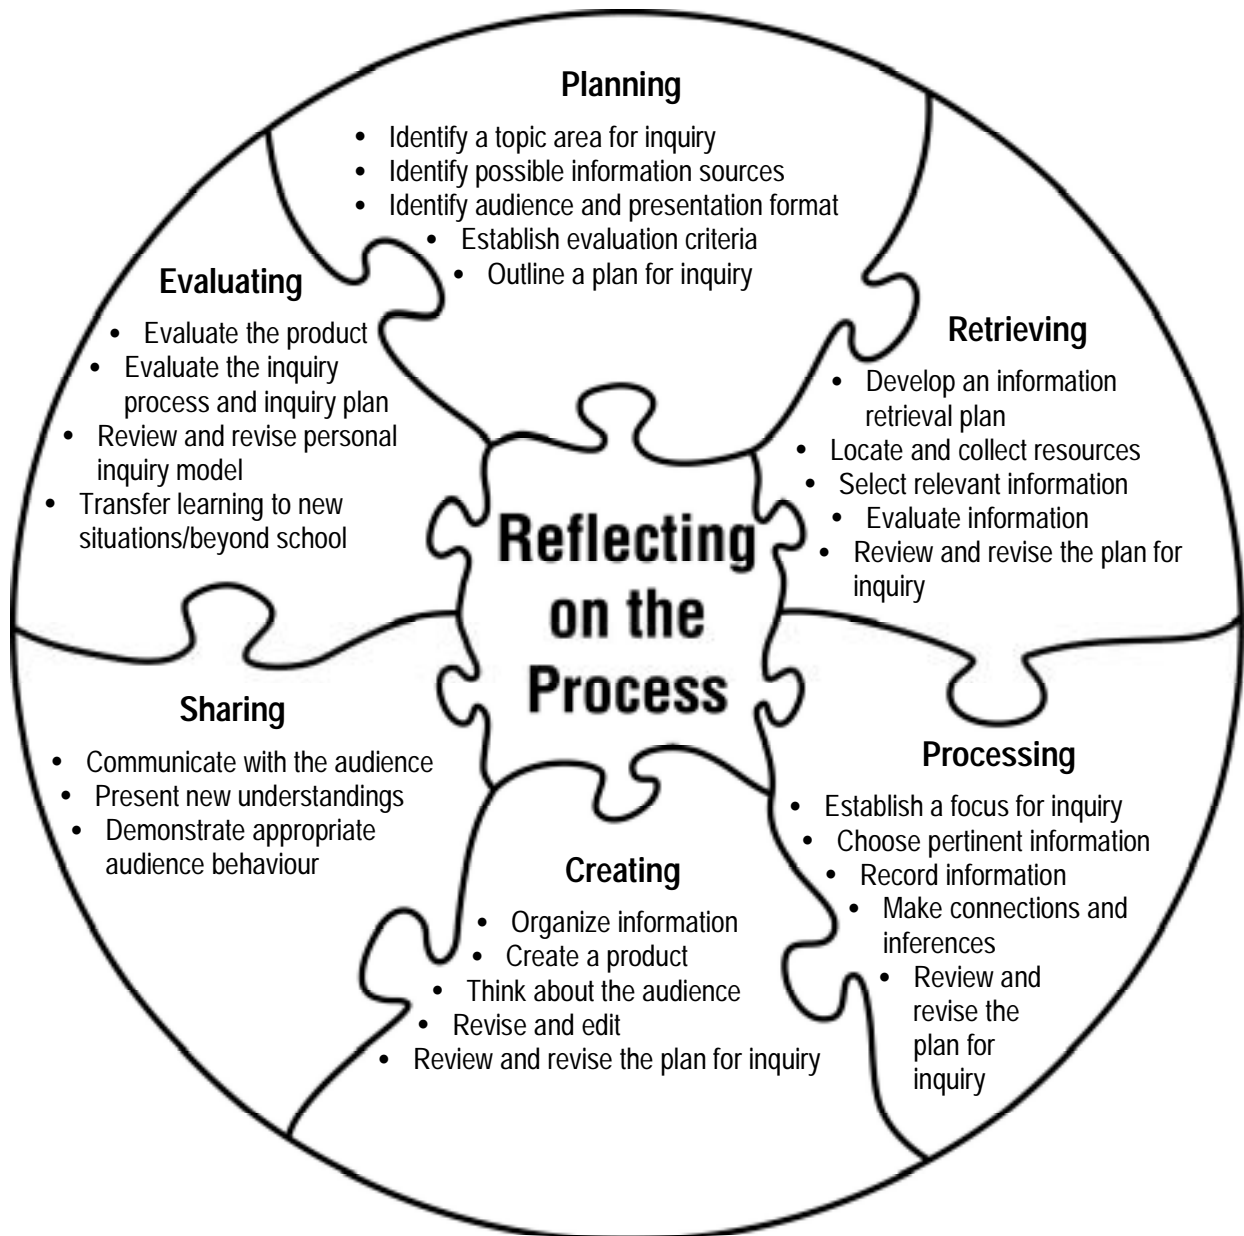 Planning
• Identify a topic area for inquiry
• Identify possible information sources
• Identify audience and presentation format
• Establish evaluation criteria
• Outline a plan for inquiry
Retrieving
• Develop an information
retrieval plan
• Locate and collect resources
• Select relevant information
• Evaluate information
• Review and revise the plan for
inquiry
Processing
• Establish a focus for inquiry
• Choose pertinent information
• Record information
• Make connections and
inferences
• Review and
revise the
plan for
inquiry
Creating
• Organize information
• Create a product
• Think about the audience
• Revise and edit
• Review and revise the plan for inquiry
Sharing
• Communicate with the audience
• Present new understandings
• Demonstrate appropriate
audience behaviour
Evaluating
• Evaluate the product
• Evaluate the inquiry
process and inquiry plan
• Review and revise personal
inquiry model
• Transfer learning to new
situations/beyond school
Reflecting
on the
Process